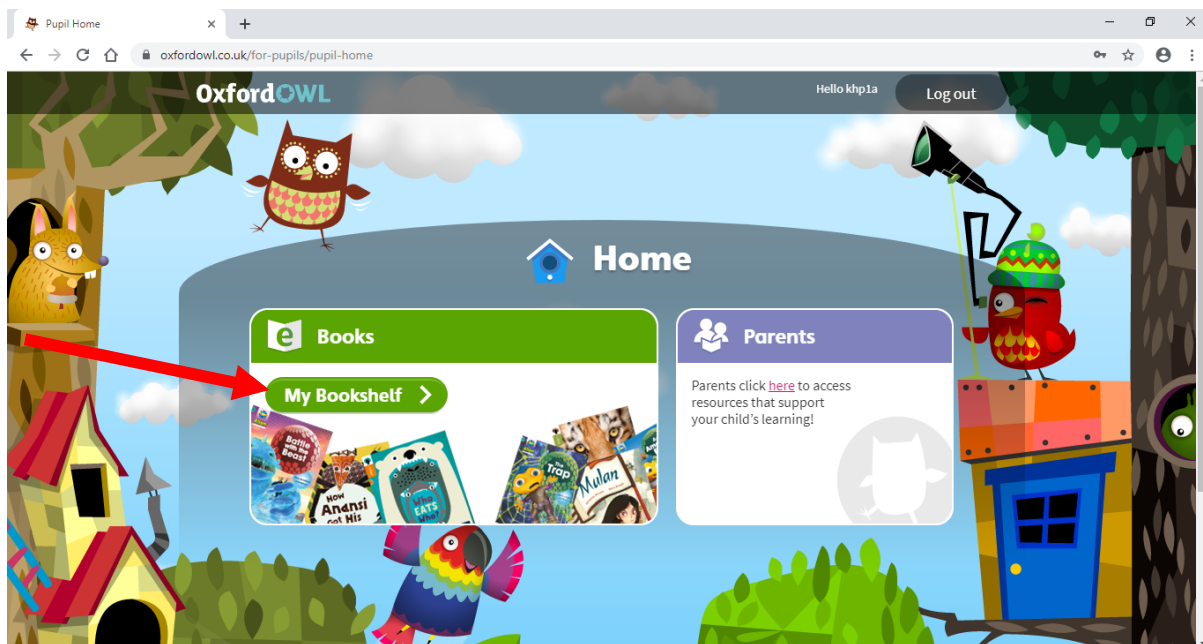 Pupil Home
oxfordowl.co.uk/for-pupils/pupil-home
OxfordOWL
Hello khp1a
Log out
Home
e
Books
Parents
My Bookshelf
Parents click here to access
resources that support
your child's learning!
Battle
with the
Beast
How
Anansi
Got His
Who
EATS
Who?
The
Trap
Mulan